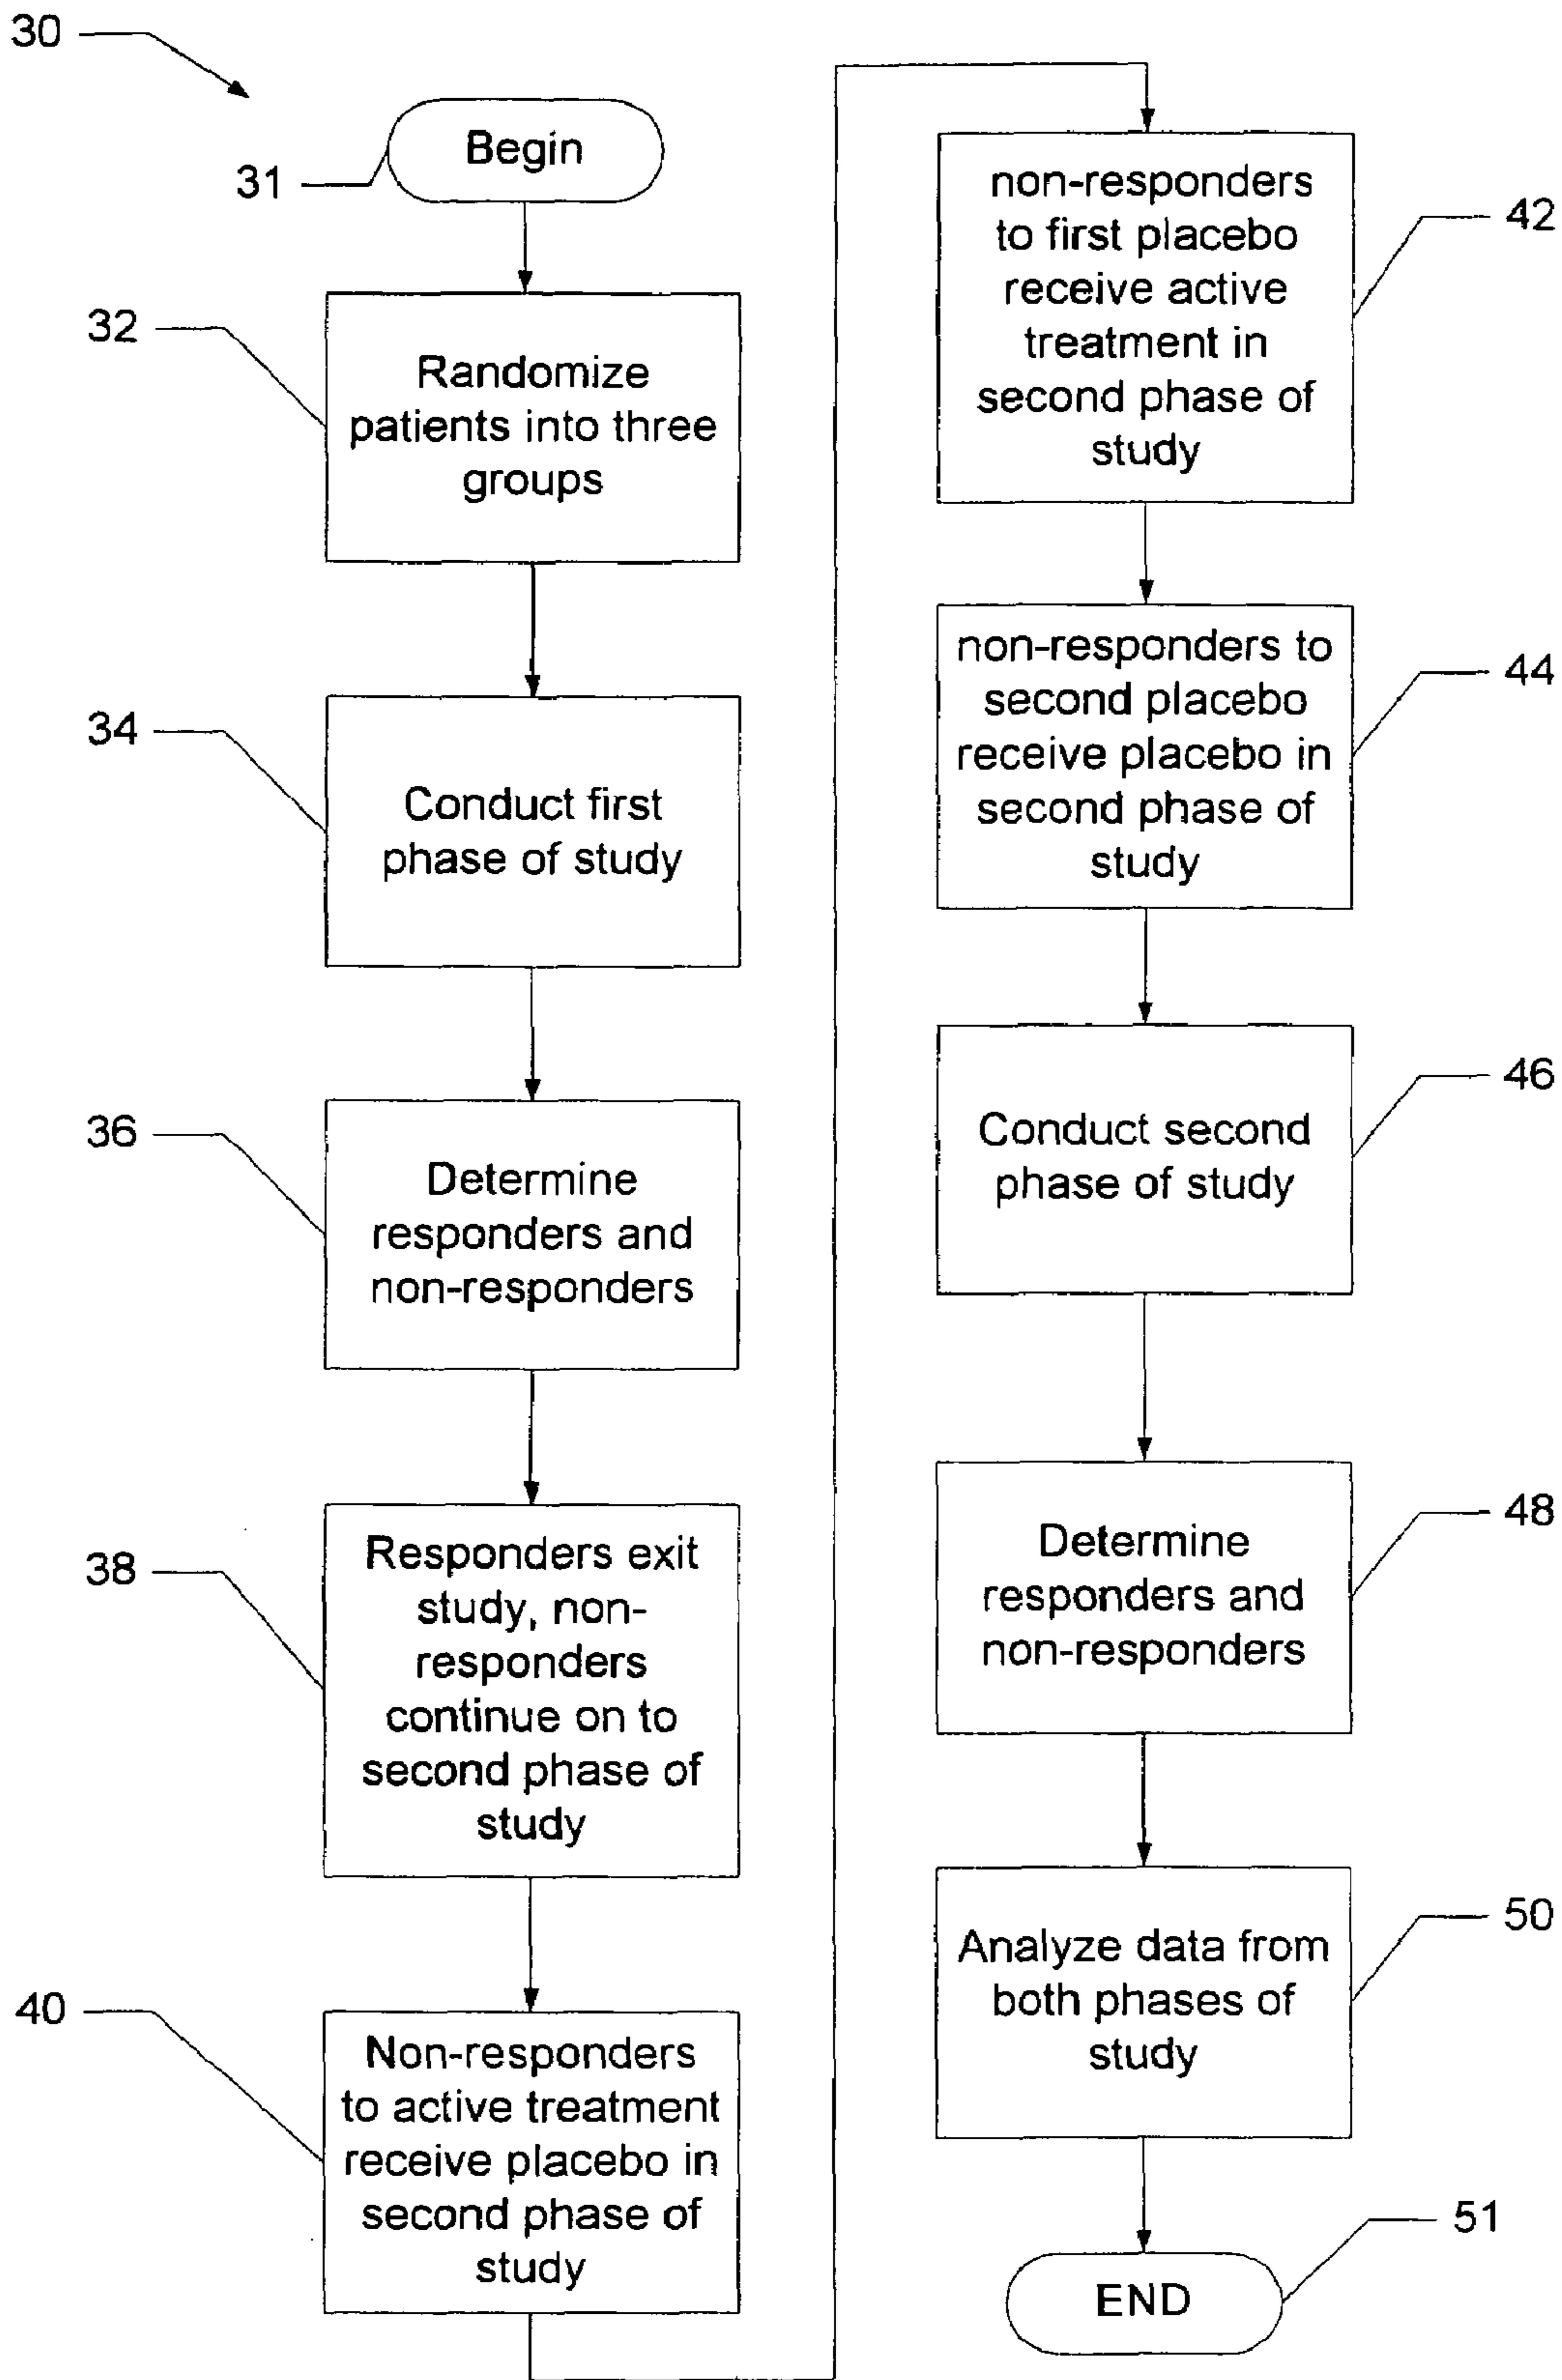 30
Begin
31
32
Randomize
patients into three
groups
34
Conduct first
phase of study
36
Determine
responders and
non-responders
38
Responders exit
study, non-
responders
continue on to
second phase of
study
40
Non-responders
to active treatment
receive placebo in
second phase of
study
non-responders
to first placebo
receive active
treatment in
second phase of
study
42
non-responders to
second placebo
receive placebo in
second phase of
study
44
Conduct second
phase of study
46
Determine
responders and
non-responders
48
Analyze data from
both phases of
study
50
END
51